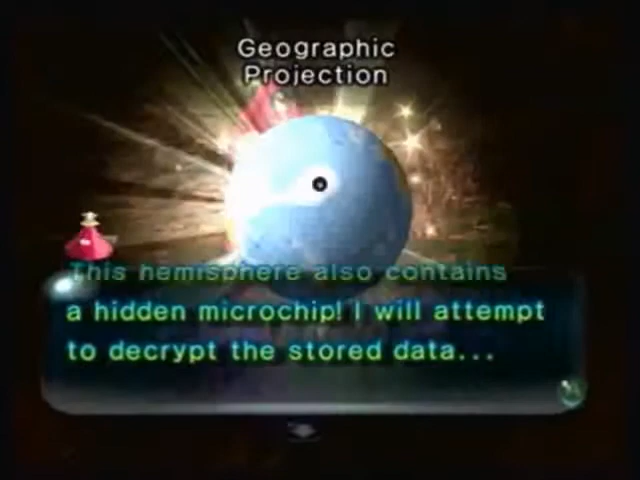 Geographic
Projection
This hemisphere also contains
a hidden microchip! I will attempt
to decrypt the stored data...